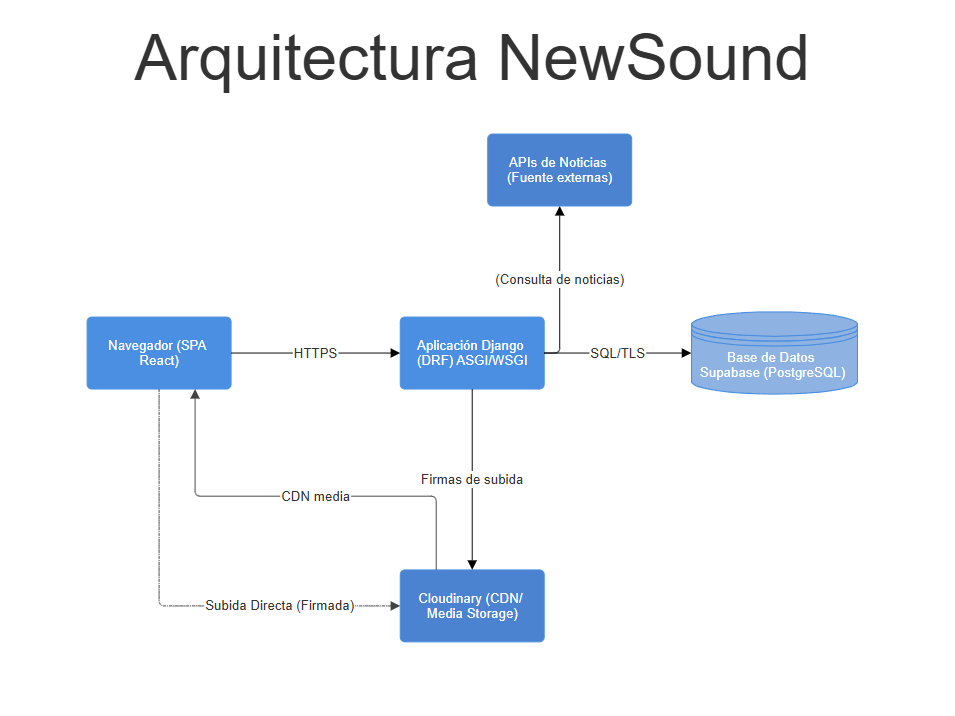 Arquitectura NewSound
APIs de Noticias
(Fuente externas)
(Consulta de noticias)
Navegador (SPA
React)
HTTPS
Aplicación Django
(DRF) ASGI/WSGI
SQL/TLS
Base de Datos
Supabase (PostgreSQL)
Firmas de subida
CDN media
Subida Directa (Firmada)
Cloudinary (CDN/
Media Storage)